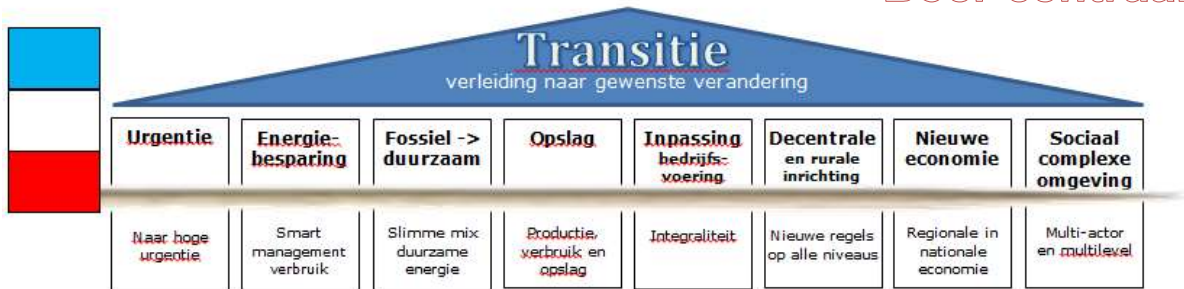 Transitie
verleiding naar gewenste verandering
Urgentie
Energie-
besparing
Fossiel ->
duurzaam
Opslag
Inpassing
bedrijfs-
voering
Decentrale
en rurale
inrichting
Nieuwe
economie
Sociaal
complexe
omgeving
Naar hoge
urgentie
Smart
management
verbruik
Slimme mix
duurzame
energie
Productie,
verbruik en
opslag
Integraliteit
Nieuwe regels
op alle niveaus
Regionale in
nationale
economie
Multi-actor
en multilevel